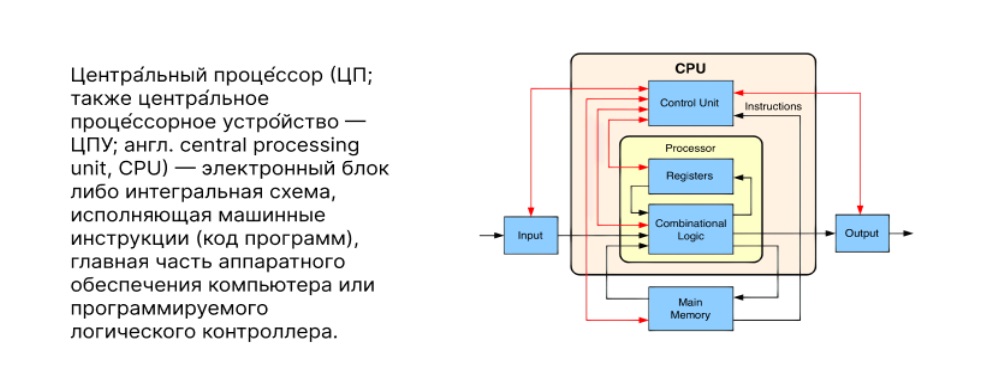 Центра́льный проце́ссор (ЦП;
также центра́льное
проце́ссорное устро́йство —
ЦПУ; англ. central processing
unit, CPU) — электронный блок
либо интегральная схема,
исполняющая машинные
инструкции (код программ),
главная часть аппаратного
обеспечения компьютера или
программируемого
логического контроллера.
CPU
Control Unit
Instructions
Processor
Registers
Combinational
Logic
Input
Output
Main
Memory